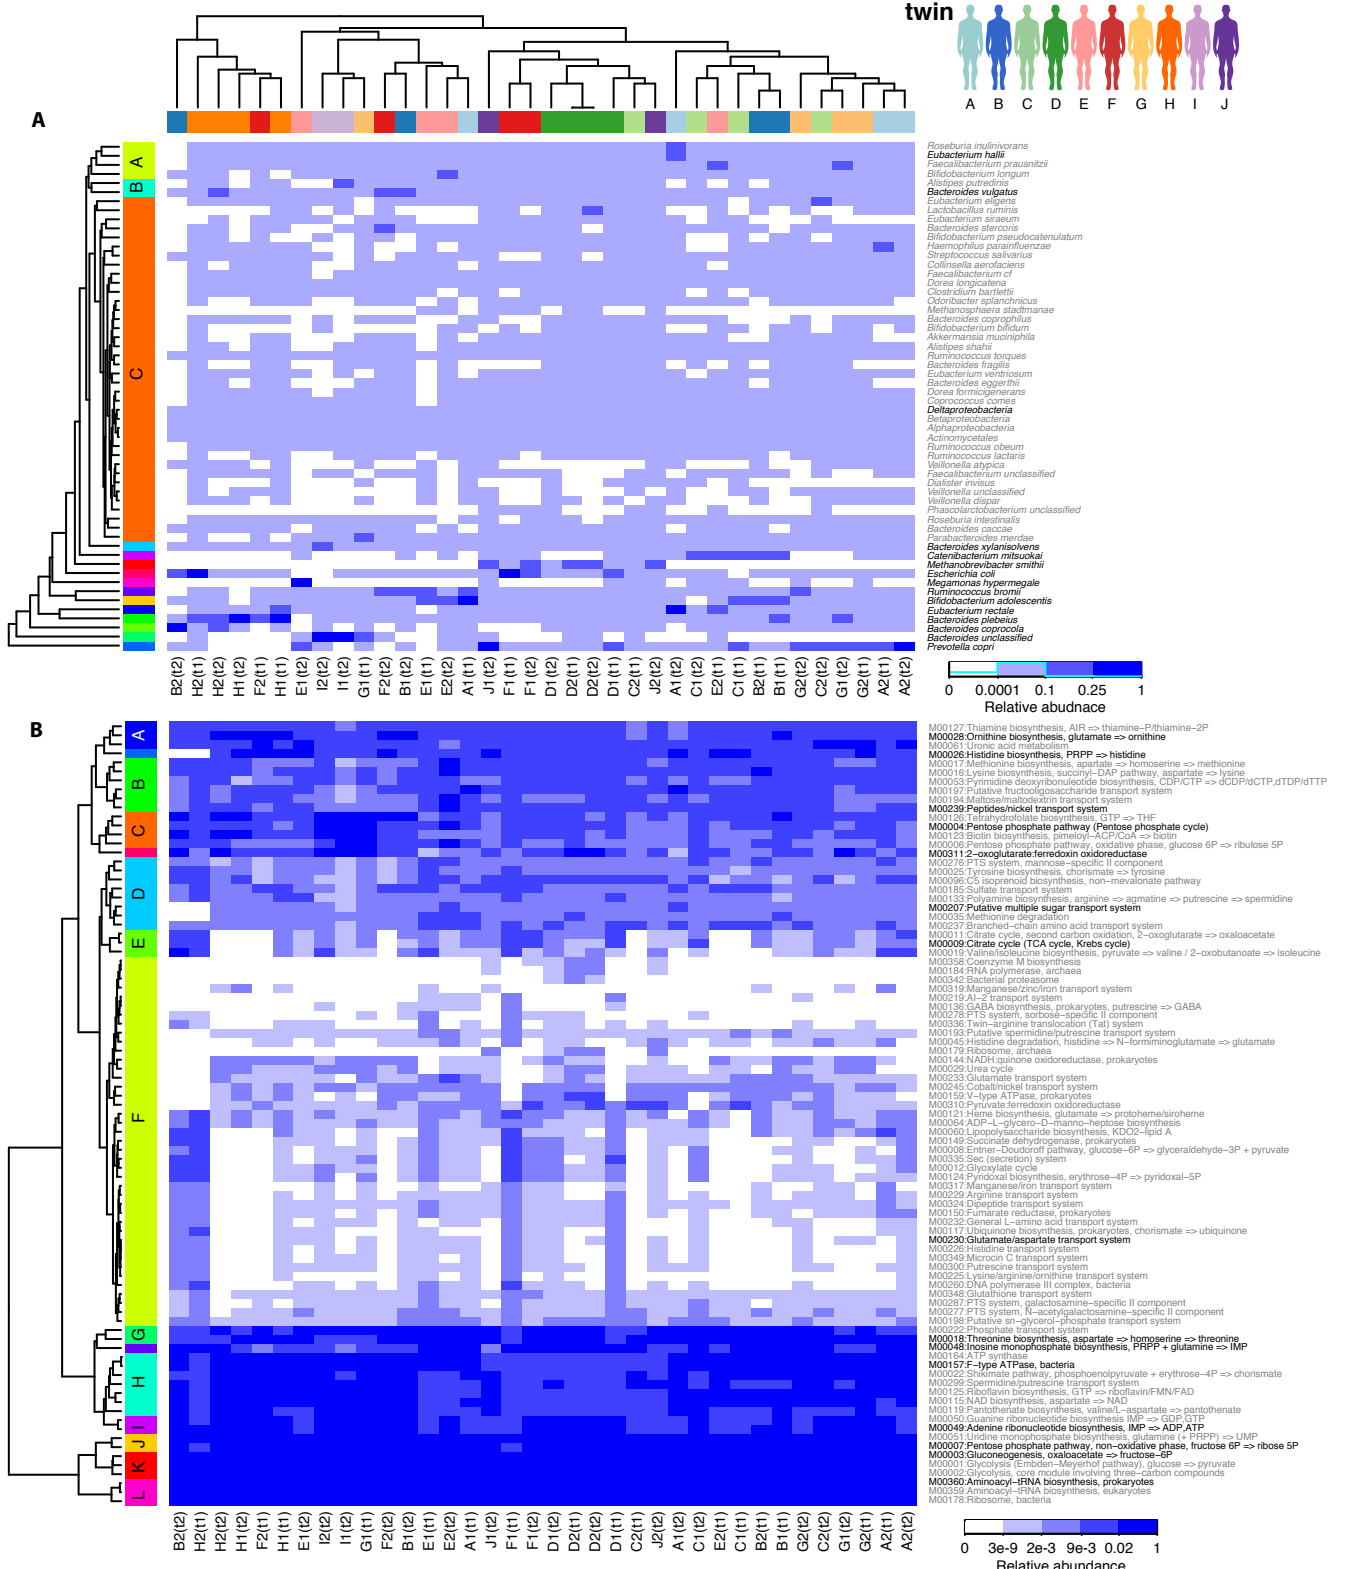 twin
A B C D E F G H I J
A
A
B
C
Roseburia inulinivorans
Eubacterium hallii
Faecalibacterium prausnitzii
Bifidobacterium longum
Alistipes putredinis
Bacteroides vulgatus
Eubacterium eligens
Lactobacillus ruminis
Eubacterium siraeum
Bacteroides stercoris
Bifidobacterium pseudocatenulatum
Haemophilus parainfluenzae
Streptococcus salivarius
Collinsella aerofaciens
Faecalibacterium cf
Dorea longicatena
Clostridium bartlettii
Odoribacter splanchnicus
Methanosphaera stadtmanae
Bacteroides coprophilus
Bifidobacterium bifidum
Akkermansia muciniphila
Alistipes shahii
Ruminococcus torques
Bacteroides fragilis
Eubacterium ventriosum
Bacteroides eggerthii
Dorea formicigenerans
Coprococcus comes
Deltaproteobacteria
Betaproteobacteria
Alphaproteobacteria
Actinomycetales
Ruminococcus obeum
Ruminococcus lactaris
Veillonella atypica
Faecalibacterium unclassified
Dialister invisus
Veillonella unclassified
Veillonella dispar
Phascolarctobacterium unclassified
Roseburia intestinalis
Bacteroides caccae
Parabacteroides merdae
Bacteroides xylanisolvens
Catenibacterium mitsuokai
Methanobrevibacter smithii
Escherichia coli
Megamonas hypermegale
Ruminococcus bromii
Bifidobacterium adolescentis
Eubacterium rectale
Bacteroides plebeius
Bacteroides coprocola
Bacteroides unclassified
Prevotella copri
B2(t2) H2(t1) H2(t2) H1(t2) F2(t1) H1(t1) E1(t2) I2(t2) I1(t2) G1(t1) F2(t2) B1(t2) E1(t1) E2(t2) A1(t1) J1(t2) F1(t1) F1(t2) D1(t2) D2(t1) D2(t2) D1(t1) C2(t1) J2(t2) A1(t2) C1(t2) E2(t1) C1(t1) B2(t1) B1(t1) G2(t2) C2(t2) G1(t2) G2(t1) A2(t1) A2(t2)
0 0.0001 0.1 0.25 1
Relative abudnace
B
A
B
C
D
E
F
G
H
I
J
K
L
M00127:Thiamine biosynthesis, AIR => thiamine−P/thiamine−2P
M00028:Ornithine biosynthesis, glutamate => ornithine
M00061:Uronic acid metabolism
M00026:Histidine biosynthesis, PRPP => histidine
M00017:Methionine biosynthesis, apartate => homoserine => methionine
M00016:Lysine biosynthesis, succinyl−DAP pathway, aspartate => lysine
M00053:Pyrimidine deoxyribonuleotide biosynthesis, CDP/CTP => dCDP/dCTP,dTDP/dTTP
M00197:Putative fructooligosaccharide transport system
M00194:Maltose/maltodextrin transport system
M00239:Peptides/nickel transport system
M00126:Tetrahydrofolate biosynthesis, GTP => THF
M00004:Pentose phosphate pathway (Pentose phosphate cycle)
M00123:Biotin biosynthesis, pimeloyl−ACP/CoA => biotin
M00006:Pentose phosphate pathway, oxidative phase, glucose 6P => ribulose 5P
M00311:2−oxoglutarate:ferredoxin oxidoreductase
M00276:PTS system, mannose−specific II component
M00025:Tyrosine biosynthesis, chorismate => tyrosine
M00096:C5 isoprenoid biosynthesis, non−mevalonate pathway
M00185:Sulfate transport system
M00133:Polyamine biosynthesis, arginine => agmatine => putrescine => spermidine
M00207:Putative multiple sugar transport system
M00035:Methionine degradation
M00237:Branched−chain amino acid transport system
M00011:Citrate cycle, second carbon oxidation, 2−oxoglutarate => oxaloacetate
M00009:Citrate cycle (TCA cycle, Krebs cycle)
M00019:Valine/isoleucine biosynthesis, pyruvate => valine / 2−oxobutanoate => isoleucine
M00358:Coenzyme M biosynthesis
M00184:RNA polymerase, archaea
M00342:Bacterial proteasome
M00319:Manganese/zinc/iron transport system
M00219:AI−2 transport system
M00136:GABA biosynthesis, prokaryotes, putrescine => GABA
M00278:PTS system, sorbose−specific II component
M00336:Twin−arginine translocation (Tat) system
M00193:Putative spermidine/putrescine transport system
M00045:Histidine degradation, histidine => N−formiminoglutamate => glutamate
M00179:Ribosome, archaea
M00144:NADH:quinone oxidoreductase, prokaryotes
M00029:Urea cycle
M00233:Glutamate transport system
M00245:Cobalt/nickel transport system
M00159:V−type ATPase, prokaryotes
M00310:Pyruvate:ferredoxin oxidoreductase
M00121:Heme biosynthesis, glutamate => protoheme/siroheme
M00064:ADP−L−glycero−D−manno−heptose biosynthesis
M00060:Lipopolysaccharide biosynthesis, KDO2−lipid A
M00149:Succinate dehydrogenase, prokaryotes
M00008:Entner−Doudoroff pathway, glucose−6P => glyceraldehyde−3P + pyruvate
M00335:Sec (secretion) system
M00012:Glyoxylate cycle
M00124:Pyridoxal biosynthesis, erythrose−4P => pyridoxal−5P
M00317:Manganese/iron transport system
M00229:Arginine transport system
M00324:Dipeptide transport system
M00150:Fumarate reductase, prokaryotes
M00232:General L−amino acid transport system
M00117:Ubiquinone biosynthesis, prokaryotes, chorismate => ubiquinone
M00230:Glutamate/aspartate transport system
M00226:Histidine transport system
M00349:Microcin C transport system
M00300:Putrescine transport system
M00225:Lysine/arginine/ornithine transport system
M00260:DNA polymerase III complex, bacteria
M00348:Glutathione transport system
M00287:PTS system, galactosamine−specific II component
M00277:PTS system, N−acetylgalactosamine−specific II component
M00198:Putative sn−glycerol−phosphate transport system
M00222:Phosphate transport system
M00018:Threonine biosynthesis, aspartate => homoserine => threonine
M00048:Inosine monophosphate biosynthesis, PRPP + glutamine => IMP
M00164:ATP synthase
M00157:F−type ATPase, bacteria
M00022:Shikimate pathway, phosphoenolpyruvate + erythrose−4P => chorismate
M00299:Spermidine/putrescine transport system
M00125:Riboflavin biosynthesis, GTP => riboflavin/FMN/FAD
M00115:NAD biosynthesis, aspartate => NAD
M00119:Pantothenate biosynthesis, valine/L−aspartate => pantothenate
M00050:Guanine ribonucleotide biosynthesis IMP => GDP,GTP
M00049:Adenine ribonucleotide biosynthesis, IMP => ADP,ATP
M00051:Uridine monophosphate biosynthesis, glutamine (+ PRPP) => UMP
M00007:Pentose phosphate pathway, non−oxidative phase, fructose 6P => ribose 5P
M00003:Gluconeogenesis, oxaloacetate => fructose−6P
M00001:Glycolysis (Embden−Meyerhof pathway), glucose => pyruvate
M00002:Glycolysis, core module involving three−carbon compounds
M00360:Aminoacyl−tRNA biosynthesis, prokaryotes
M00359:Aminoacyl−tRNA biosynthesis, eukaryotes
M00178:Ribosome, bacteria
B2(t2) H2(t1) H2(t2) H1(t2) F2(t1) H1(t1) E1(t2) I2(t2) I1(t2) G1(t1) F2(t2) B1(t2) E1(t1) E2(t2) A1(t1) J1(t2) F1(t1) F1(t2) D1(t2) D2(t1) D2(t2) D1(t1) C2(t1) J2(t2) A1(t2) C1(t2) E2(t1) C1(t1) B2(t1) B1(t1) G2(t2) C2(t2) G1(t2) G2(t1) A2(t1) A2(t2)
0 3e-9 2e-3 9e-3 0.02 1
Relative abundance